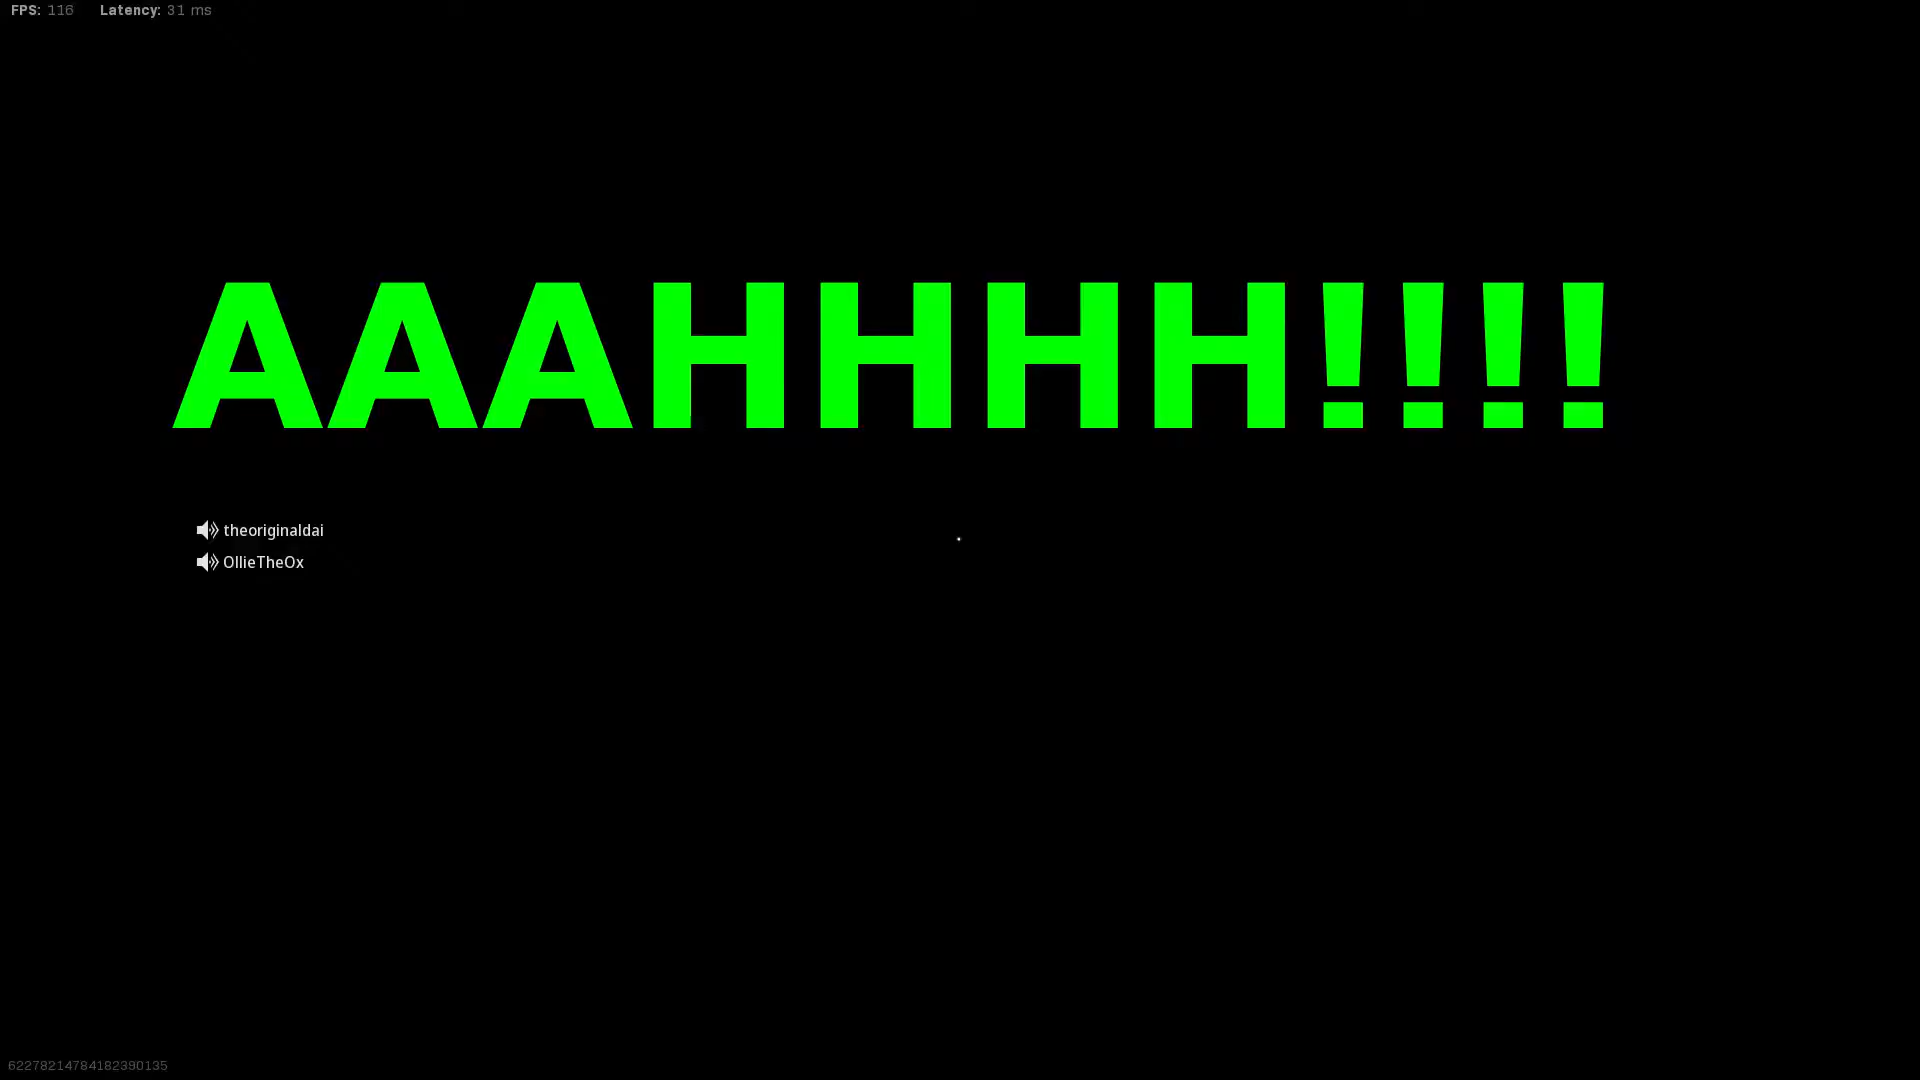 FPS: 116 Latency: 31 ms
AAAHHHH!!!!
theoriginaldai
OllieTheOx
62278214784182390135